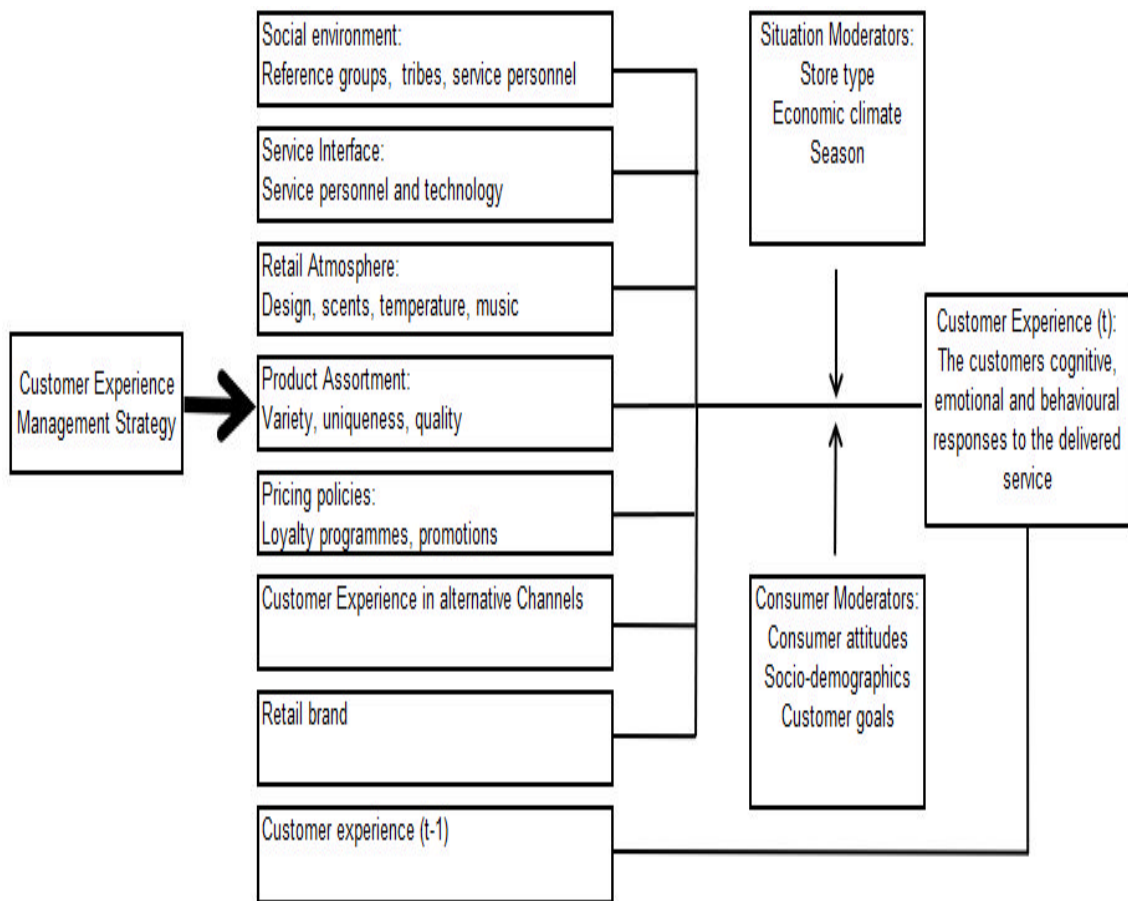 Customer Experience
Management Strategy
Social environment:
Reference groups, tribes, service personnel
Service Interface:
Service personnel and technology
Retail Atmosphere:
Design, scents, temperature, music
Product Assortment:
Variety, uniqueness, quality
Pricing policies:
Loyalty programmes, promotions
Customer Experience in alternative Channels
Retail brand
Customer experience (t-1)
Situation Moderators:
Store type
Economic climate
Season
Consumer Moderators:
Consumer attitudes
Socio-demographics
Customer goals
Customer Experience (t):
The customers cognitive,
emotional and behavioural
responses to the delivered
service